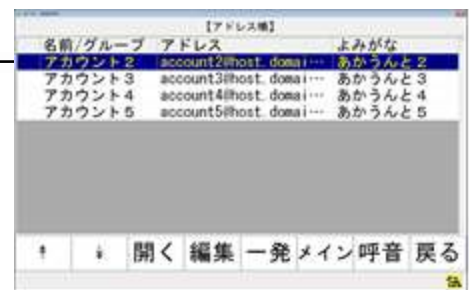 【アドレス帳】
名前/グループ アドレス よみがな
アカウント2 account2@host.domai… あかうんと2
アカウント3 account3@host.domai… あかうんと3
アカウント4 account4@host.domai… あかうんと4
アカウント5 account5@host.domai… あかうんと5
↑ ↓ 開く 編集 一発 メイン 呼音 戻る